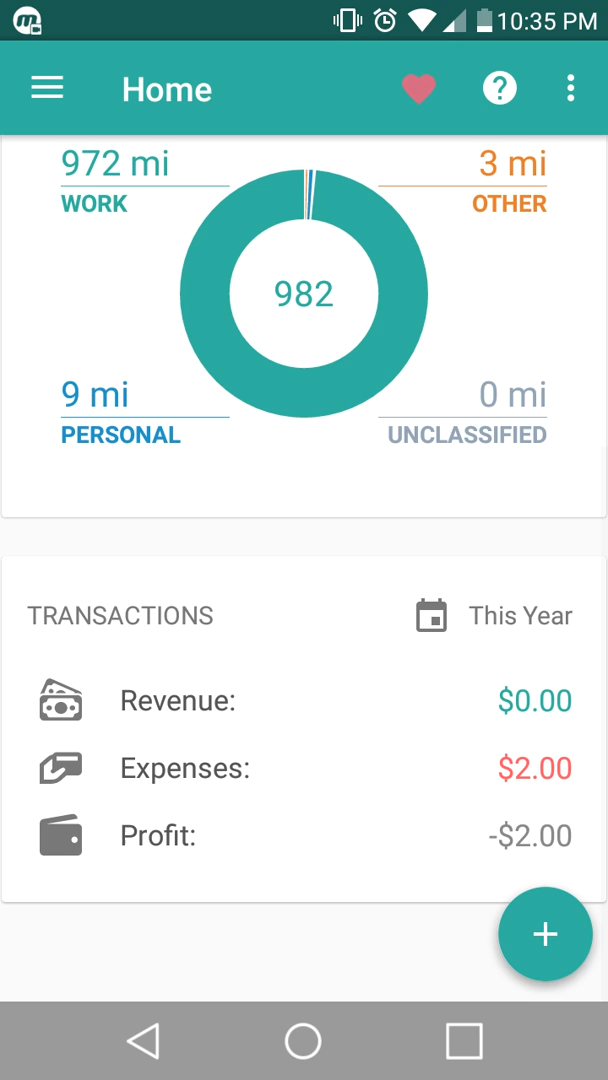 10:35 PM
Home
972 mi
WORK
3 mi
OTHER
982
9 mi
PERSONAL
0 mi
UNCLASSIFIED
TRANSACTIONS This Year
Revenue: $0.00
Expenses: $2.00
Profit: -$2.00